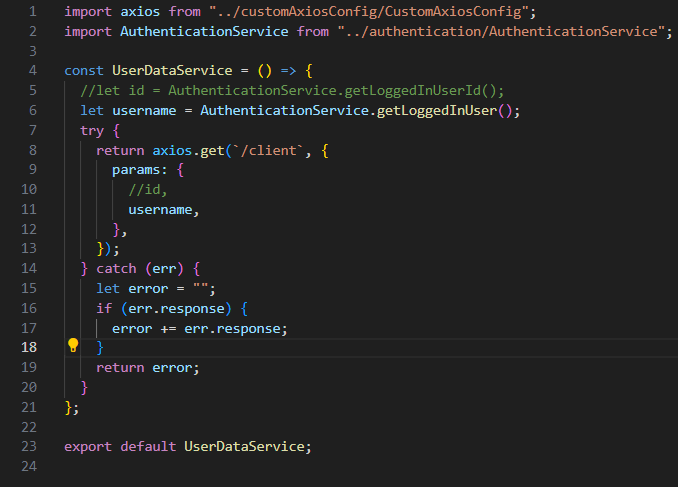 1 import axios from "../customAxiosConfig/CustomAxiosConfig";
2 import AuthenticationService from "../authentication/AuthenticationService";
3
4 const UserDataService = () => {
5   //let id = AuthenticationService.getLoggedInUserId();
6   let username = AuthenticationService.getLoggedInUser();
7   try {
8     return axios.get(`/client`, {
9       params: {
10         //id,
11         username,
12       },
13     });
14   } catch (err) {
15     let error = "";
16     if (err.response) {
17       error += err.response;
18     }
19     return error;
20   }
21 };
22
23 export default UserDataService;
24